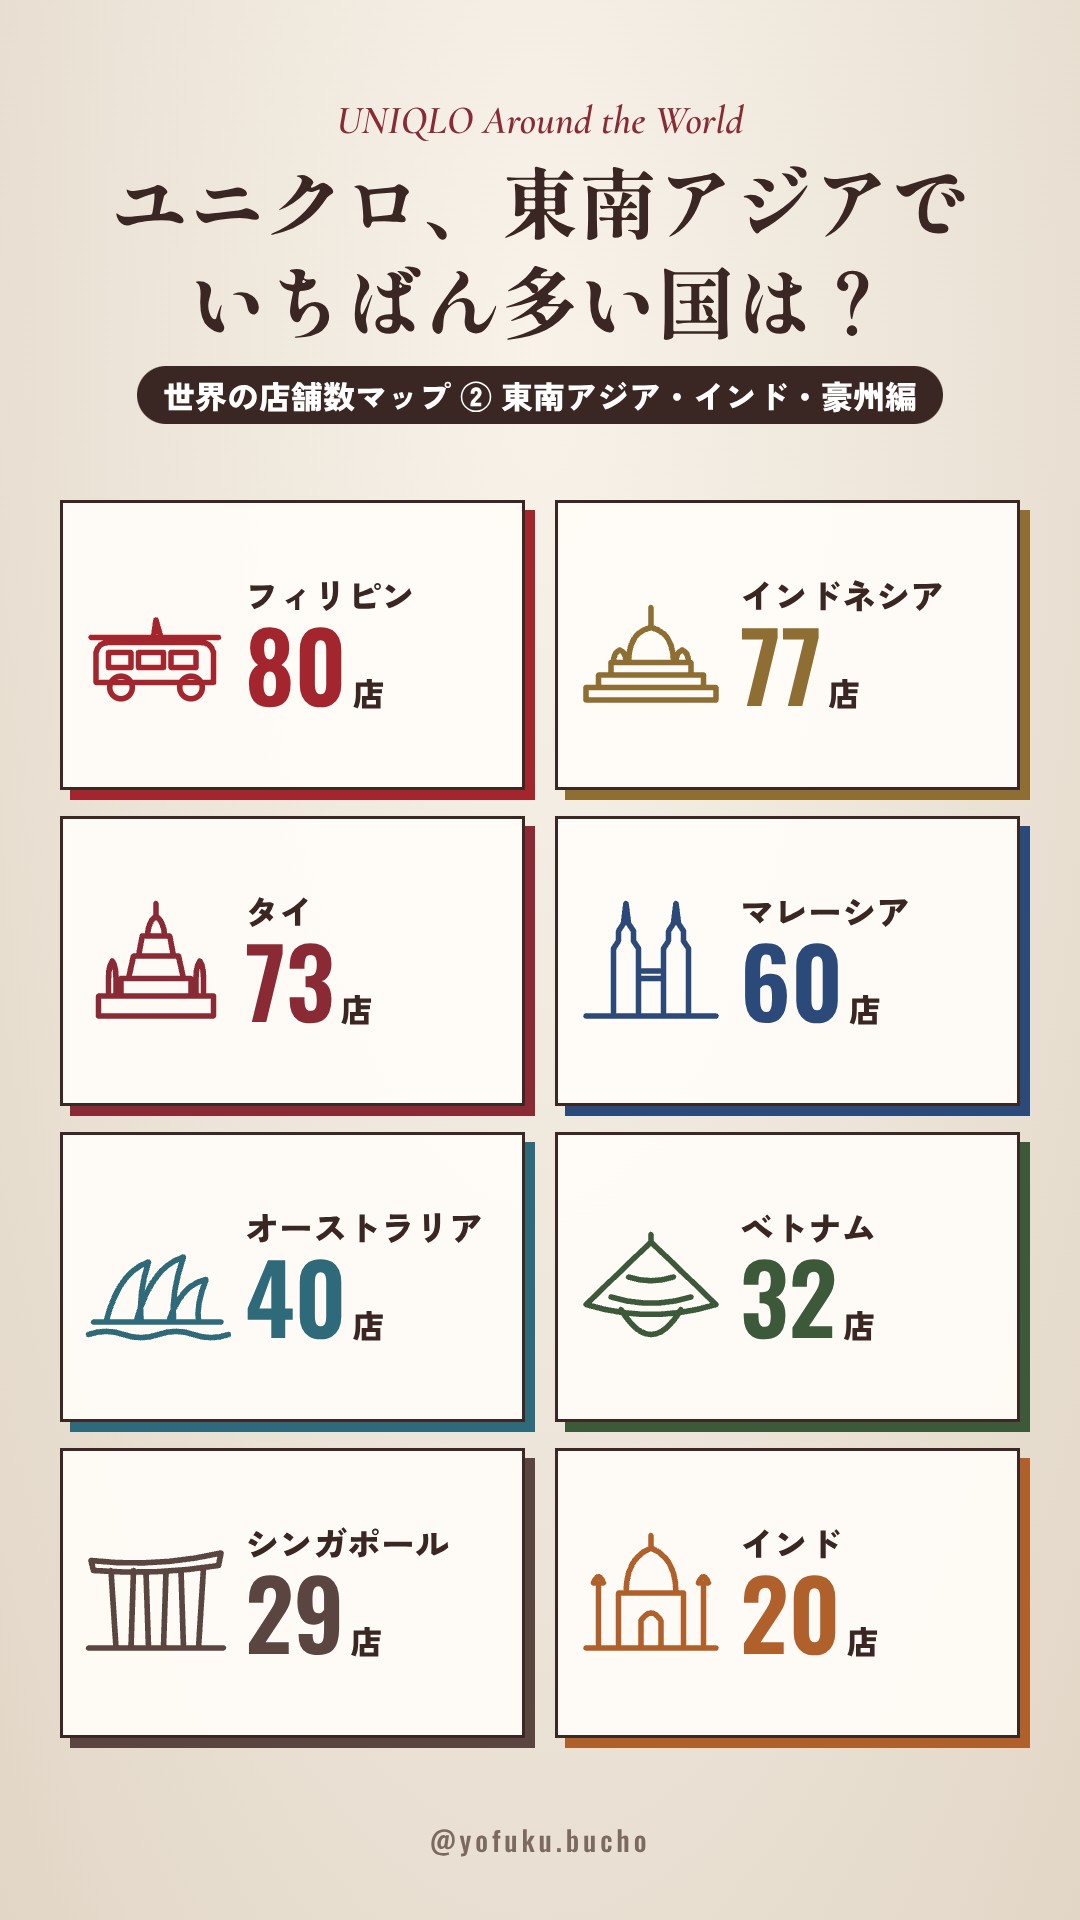 UNIQLO Around the World
ユニクロ、東南アジアで
いちばん多い国は？
世界の店舗数マップ ② 東南アジア・インド・豪州編
フィリピン
80店
インドネシア
77店
タイ
73店
マレーシア
60店
オーストラリア
40店
ベトナム
32店
シンガポール
29店
インド
20店
@yofuku.bucho